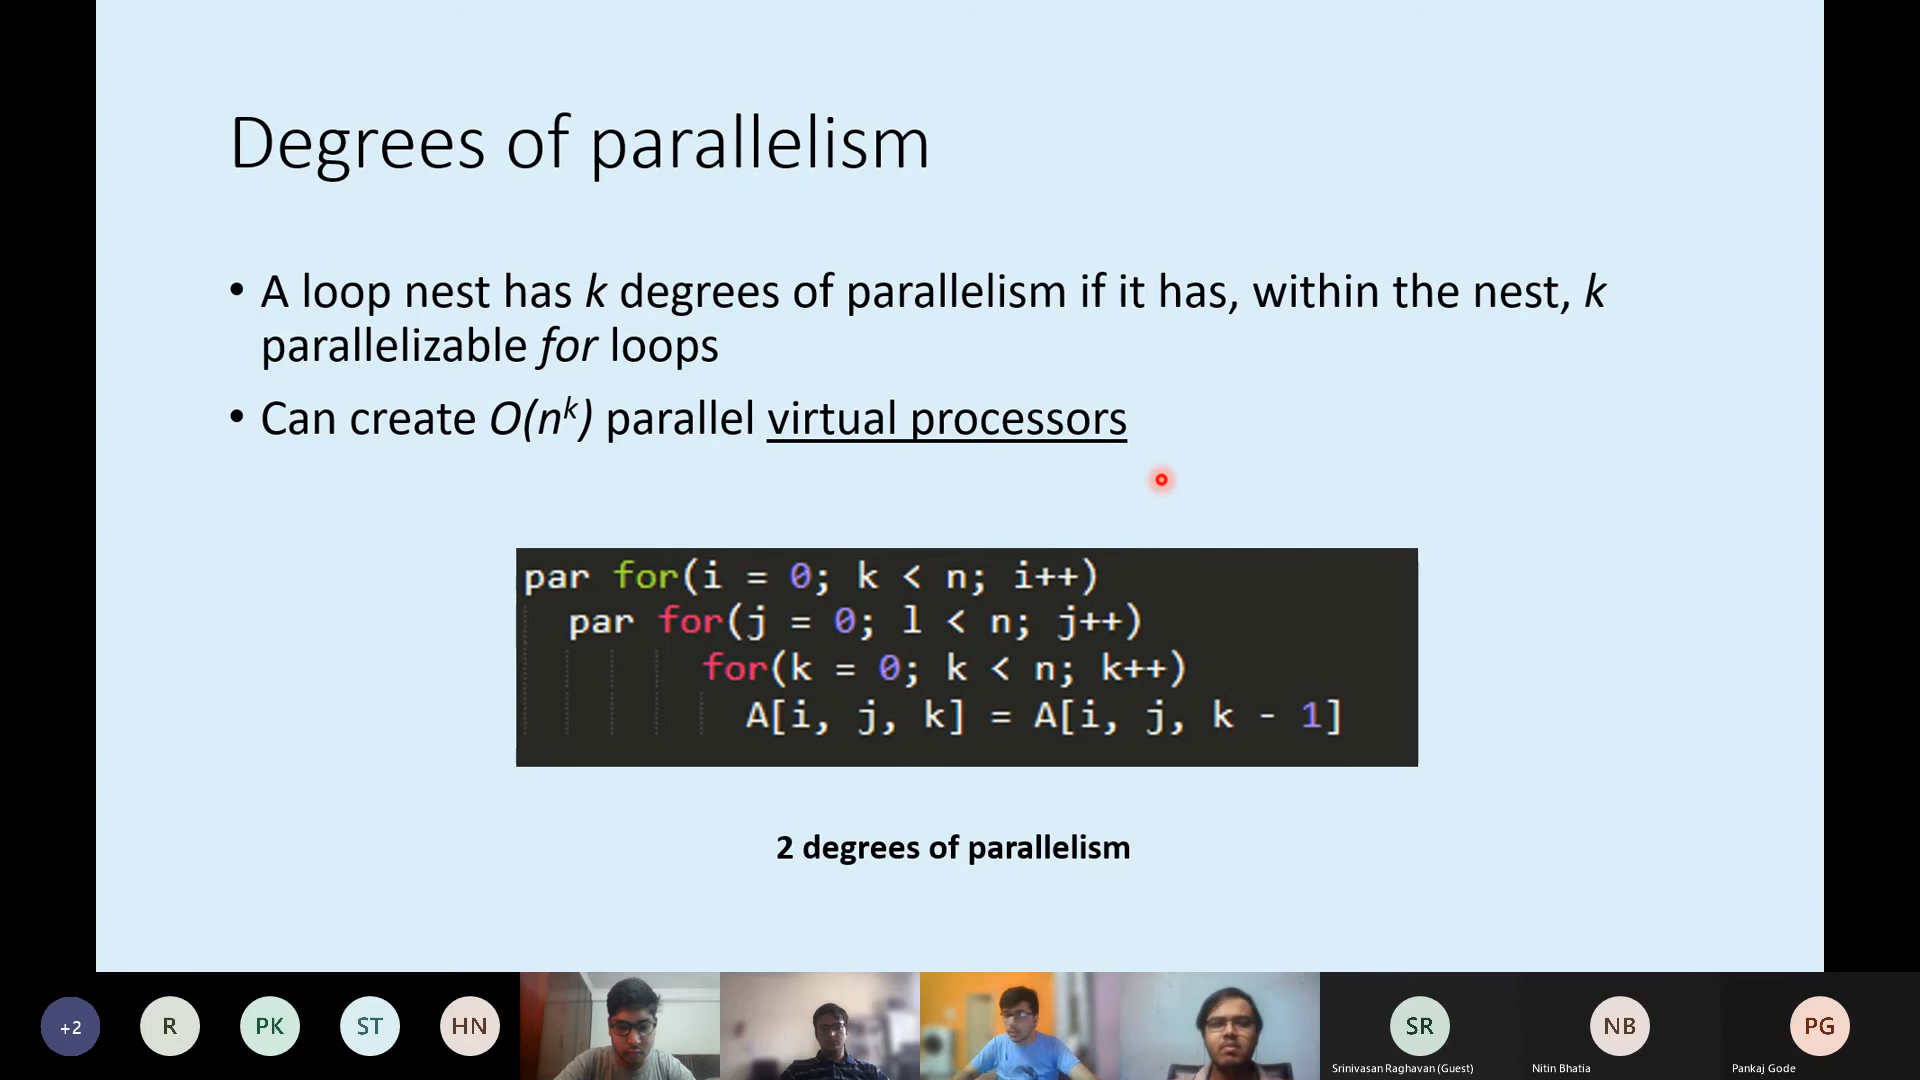 Degrees of parallelism
• A loop nest has k degrees of parallelism if it has, within the nest, k
parallelizable for loops
• Can create O(nᵏ) parallel virtual processors
par for(i = 0; k < n; i++)
par for(j = 0; l < n; j++)
for(k = 0; k < n; k++)
A[i, j, k] = A[i, j, k - 1]
2 degrees of parallelism
+2
R
PK
ST
HN
SR
NB
PG
Srinivasan Raghavan (Guest)
Nitin Bhatia
Pankaj Gode